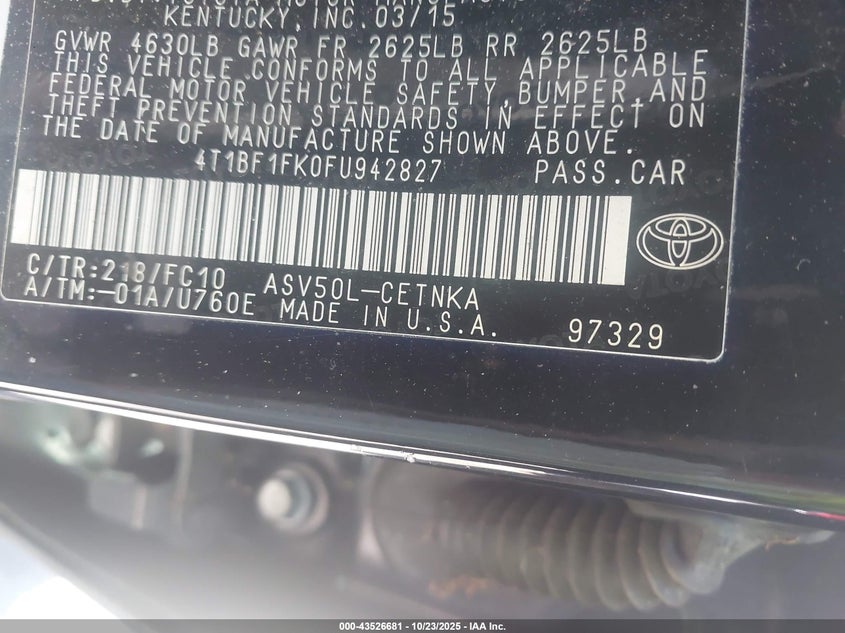 KENTUCKY, INC. 03/15
GVWR 4630LB GAWR FR 2625LB RR 2625LB
THIS VEHICLE CONFORMS TO ALL APPLICABLE
FEDERAL MOTOR VEHICLE SAFETY, BUMPER, AND
THEFT PREVENTION STANDARDS IN EFFECT ON
THE DATE OF MANUFACTURE SHOWN ABOVE.
4T1BF1FK0FU942827 PASS.CAR
C/TR:218/FC10 ASV50L-CETNKA
A/TM:-01A/U760E MADE IN U.S.A. 97329
000-43526681 - 10/23/2025 - IAA Inc.